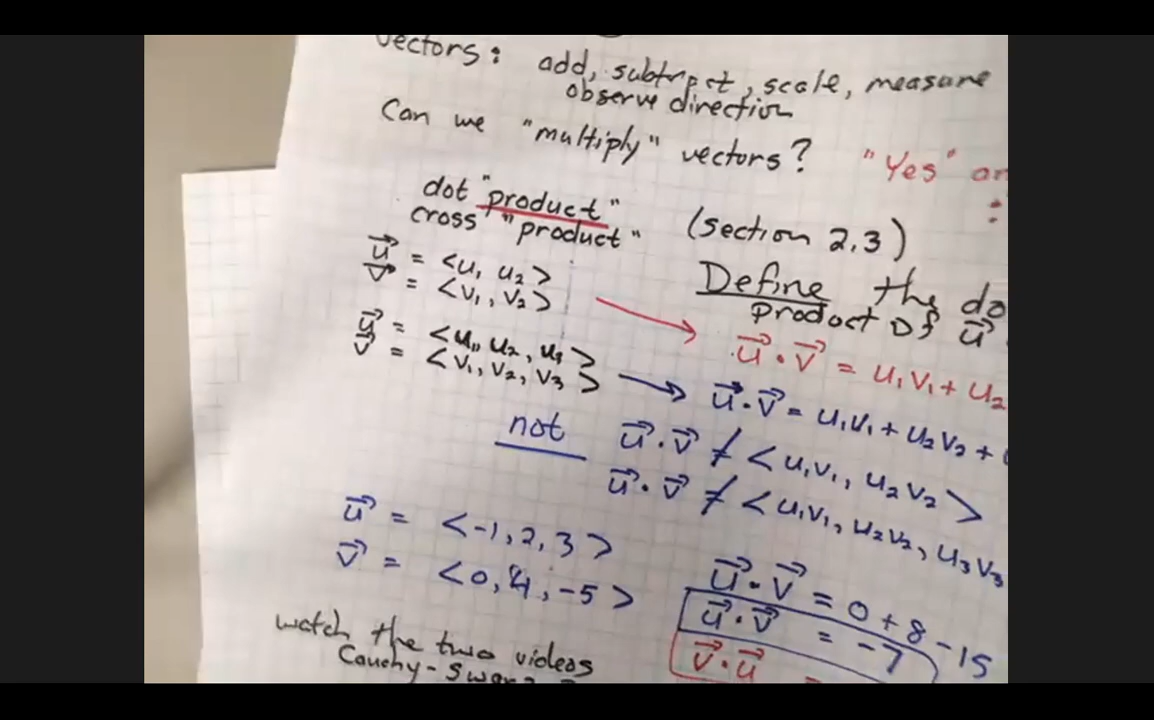 vectors: add, subtract, scale, measure
observe direction
Can we "multiply" vectors? "Yes"
dot "product"
cross "product" (section 2.3)
Define the
product of u⃗
u⃗ = <u₁ u₂>
v⃗ = <v₁, v₂>
u⃗ · v⃗ = u₁v₁ + u₂
u⃗ = <u₁, u₂, u₃>
v⃗ = <v₁, v₂, v₃>
u⃗ · v⃗ = u₁v₁ + u₂v₂ +
not u⃗ · v⃗ ≠ <u₁v₁, u₂v₂>
u⃗ · v⃗ ≠ <u₁v₁, u₂v₂, u₃v₃
u⃗ = <-1, 2, 3>
v⃗ = <0, 4, -5>
u⃗ · v⃗ = 0 + 8 - 15
u⃗ · v⃗ = -7
v⃗ · u⃗ =
watch the two videos
Cauchy-